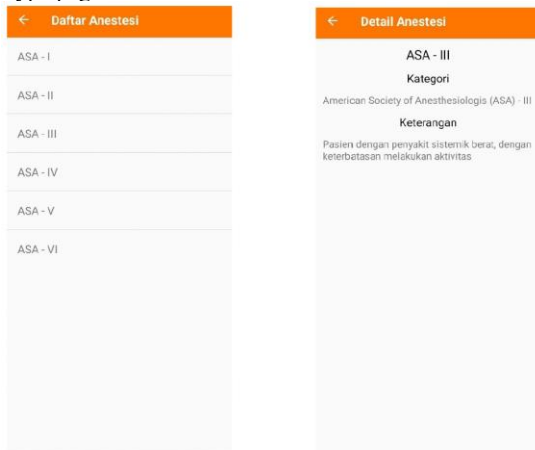 Daftar Anestesi
ASA - I
ASA - II
ASA - III
ASA - IV
ASA - V
ASA - VI
Detail Anestesi
ASA - III
Kategori
American Society of Anesthesiologis (ASA) - III
Keterangan
Pasien dengan penyakit sistemik berat, dengan
keterbatasan melakukan aktivitas